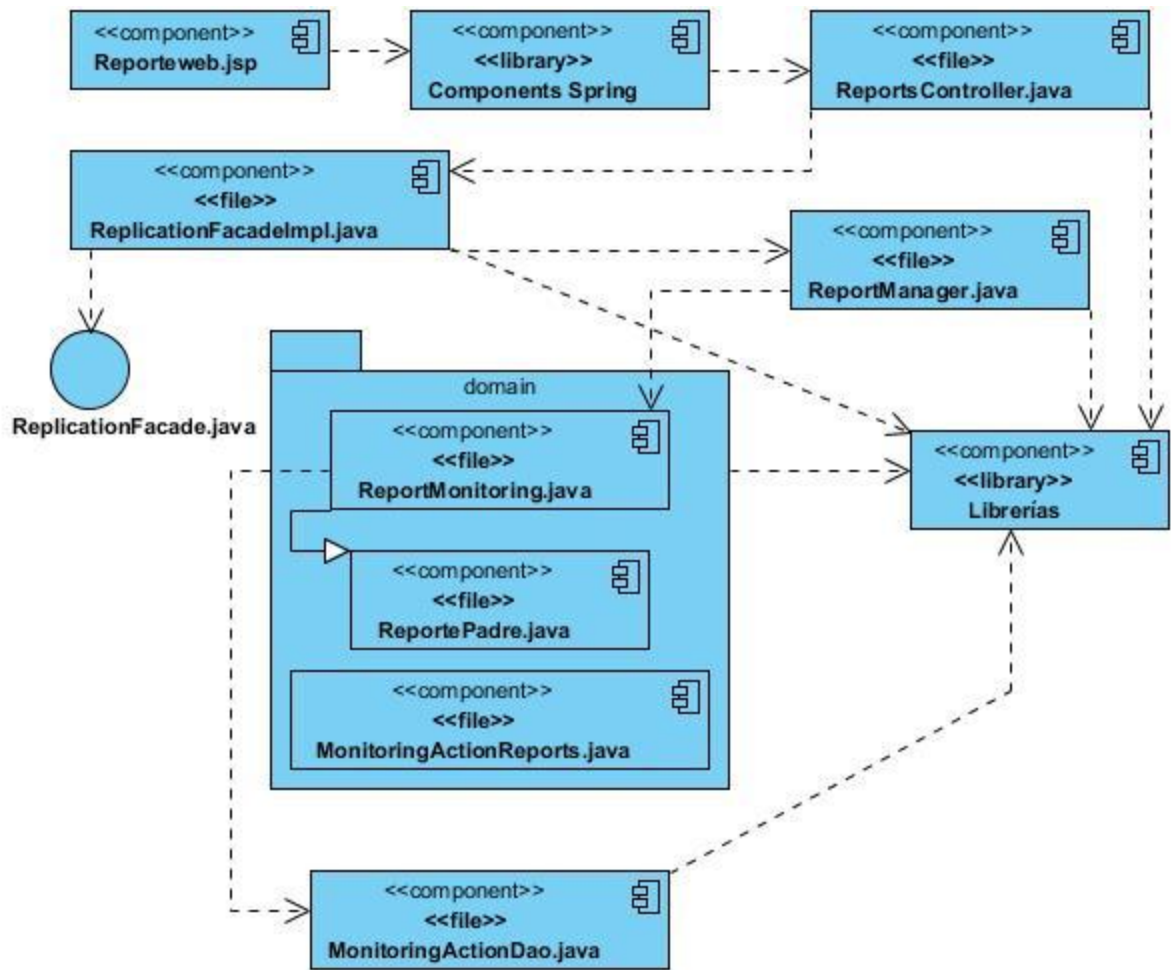 <<component>>
Reporteweb.jsp
<<component>>
<<library>>
Components Spring
<<component>>
<<file>>
ReportsController.java
<<component>>
<<file>>
ReplicationFacadeImpl.java
<<component>>
<<file>>
ReportManager.java
ReplicationFacade.java
domain
<<component>>
<<file>>
ReportMonitoring.java
<<component>>
<<library>>
Librerías
<<component>>
<<file>>
ReportePadre.java
<<component>>
<<file>>
MonitoringActionReports.java
<<component>>
<<file>>
MonitoringActionDao.java